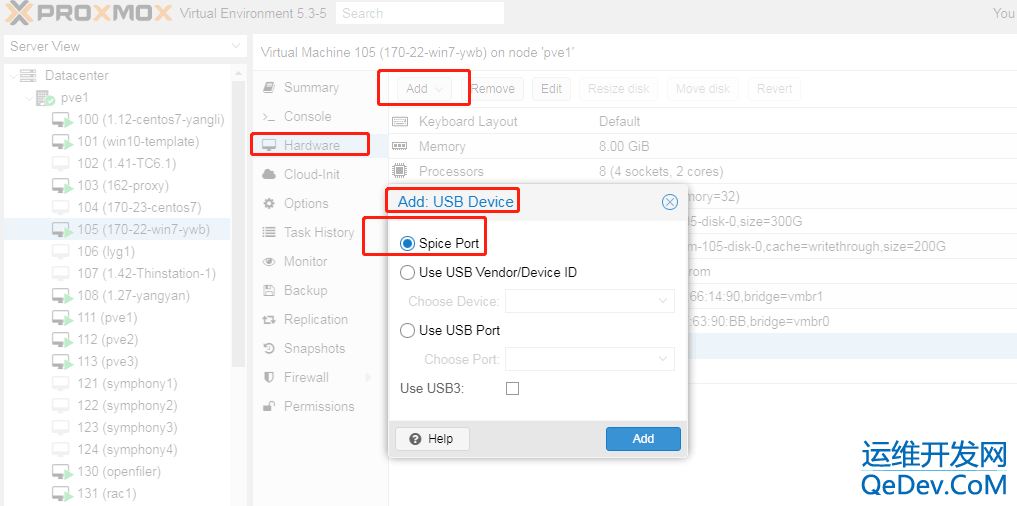 PROXMOX Virtual Environment 5.3-5 Search You
Server View
Virtual Machine 105 (170-22-win7-ywb) on node 'pve1'
Datacenter
pve1
100 (1.12-centos7-yangli)
101 (win10-template)
102 (1.41-TC6.1)
103 (162-proxy)
104 (170-23-centos7)
105 (170-22-win7-ywb)
106 (lyg1)
107 (1.42-Thinstation-1)
108 (1.27-yangyan)
111 (pve1)
112 (pve2)
113 (pve3)
121 (symphony1)
122 (symphony2)
123 (symphony3)
124 (symphony4)
130 (openfiler)
131 (rac1)
Summary
Console
Hardware
Cloud-Init
Options
Task History
Monitor
Backup
Replication
Snapshots
Firewall
Permissions
Add Remove Edit Resize disk Move disk Revert
Keyboard Layout Default
Memory 8.00 GiB
Processors 8 (4 sockets, 2 cores)
emory=32)
05-disk-0,size=300G
m-105-disk-0,cache=writethrough,size=200G
rom
:66:14:90,bridge=vmbr1
:63:90:BB,bridge=vmbr0
Add: USB Device
Spice Port
Use USB Vendor/Device ID
Choose Device:
Use USB Port
Choose Port:
Use USB3:
Help Add
运维开发网
QeDev.CoM